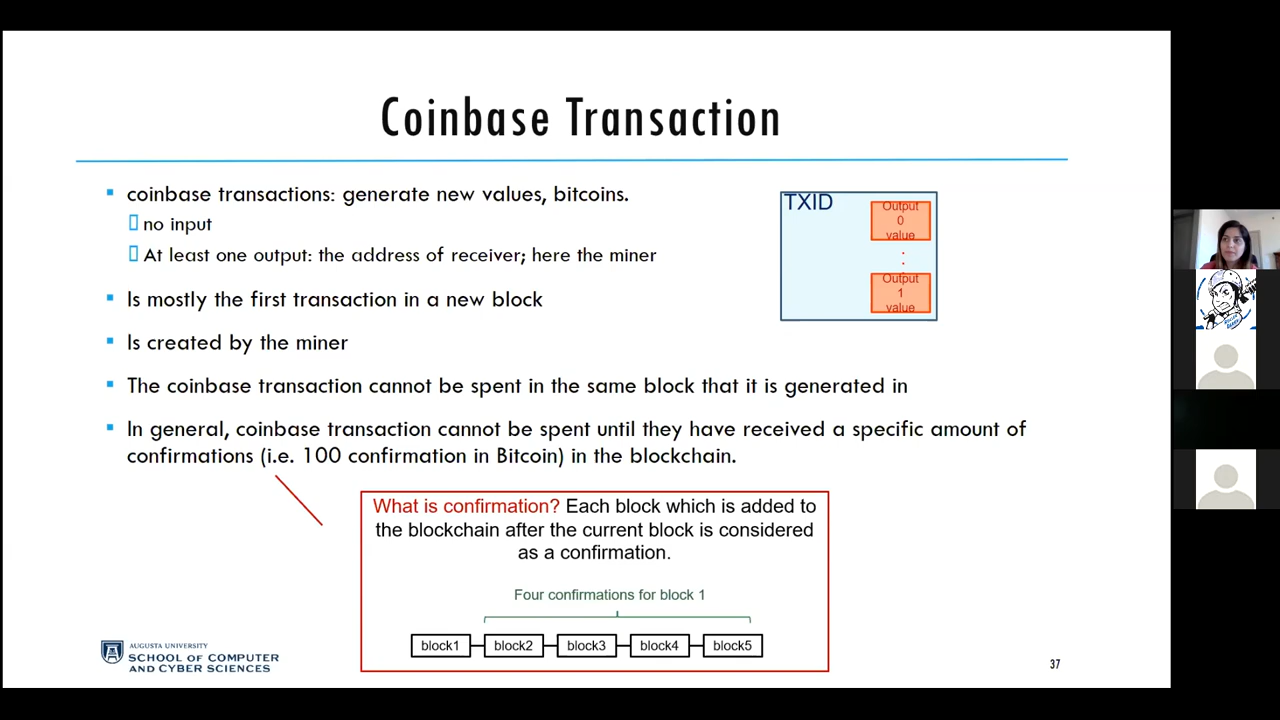 Coinbase Transaction
coinbase transactions: generate new values, bitcoins.
no input
At least one output: the address of receiver; here the miner
Is mostly the first transaction in a new block
Is created by the miner
The coinbase transaction cannot be spent in the same block that it is generated in
In general, coinbase transaction cannot be spent until they have received a specific amount of
confirmations (i.e. 100 confirmation in Bitcoin) in the blockchain.
TXID
Output
0
value
Output
1
value
What is confirmation? Each block which is added to
the blockchain after the current block is considered
as a confirmation.
Four confirmations for block 1
block1 block2 block3 block4 block5
AUGUSTA UNIVERSITY
SCHOOL OF COMPUTER
AND CYBER SCIENCES
37